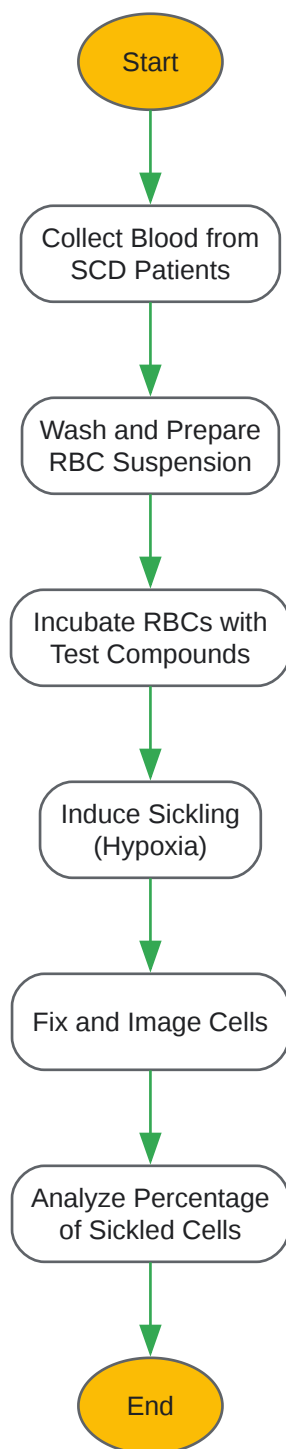 Start
Collect Blood from
SCD Patients
Wash and Prepare
RBC Suspension
Incubate RBCs with
Test Compounds
Induce Sickling
(Hypoxia)
Fix and Image Cells
Analyze Percentage
of Sickled Cells
End